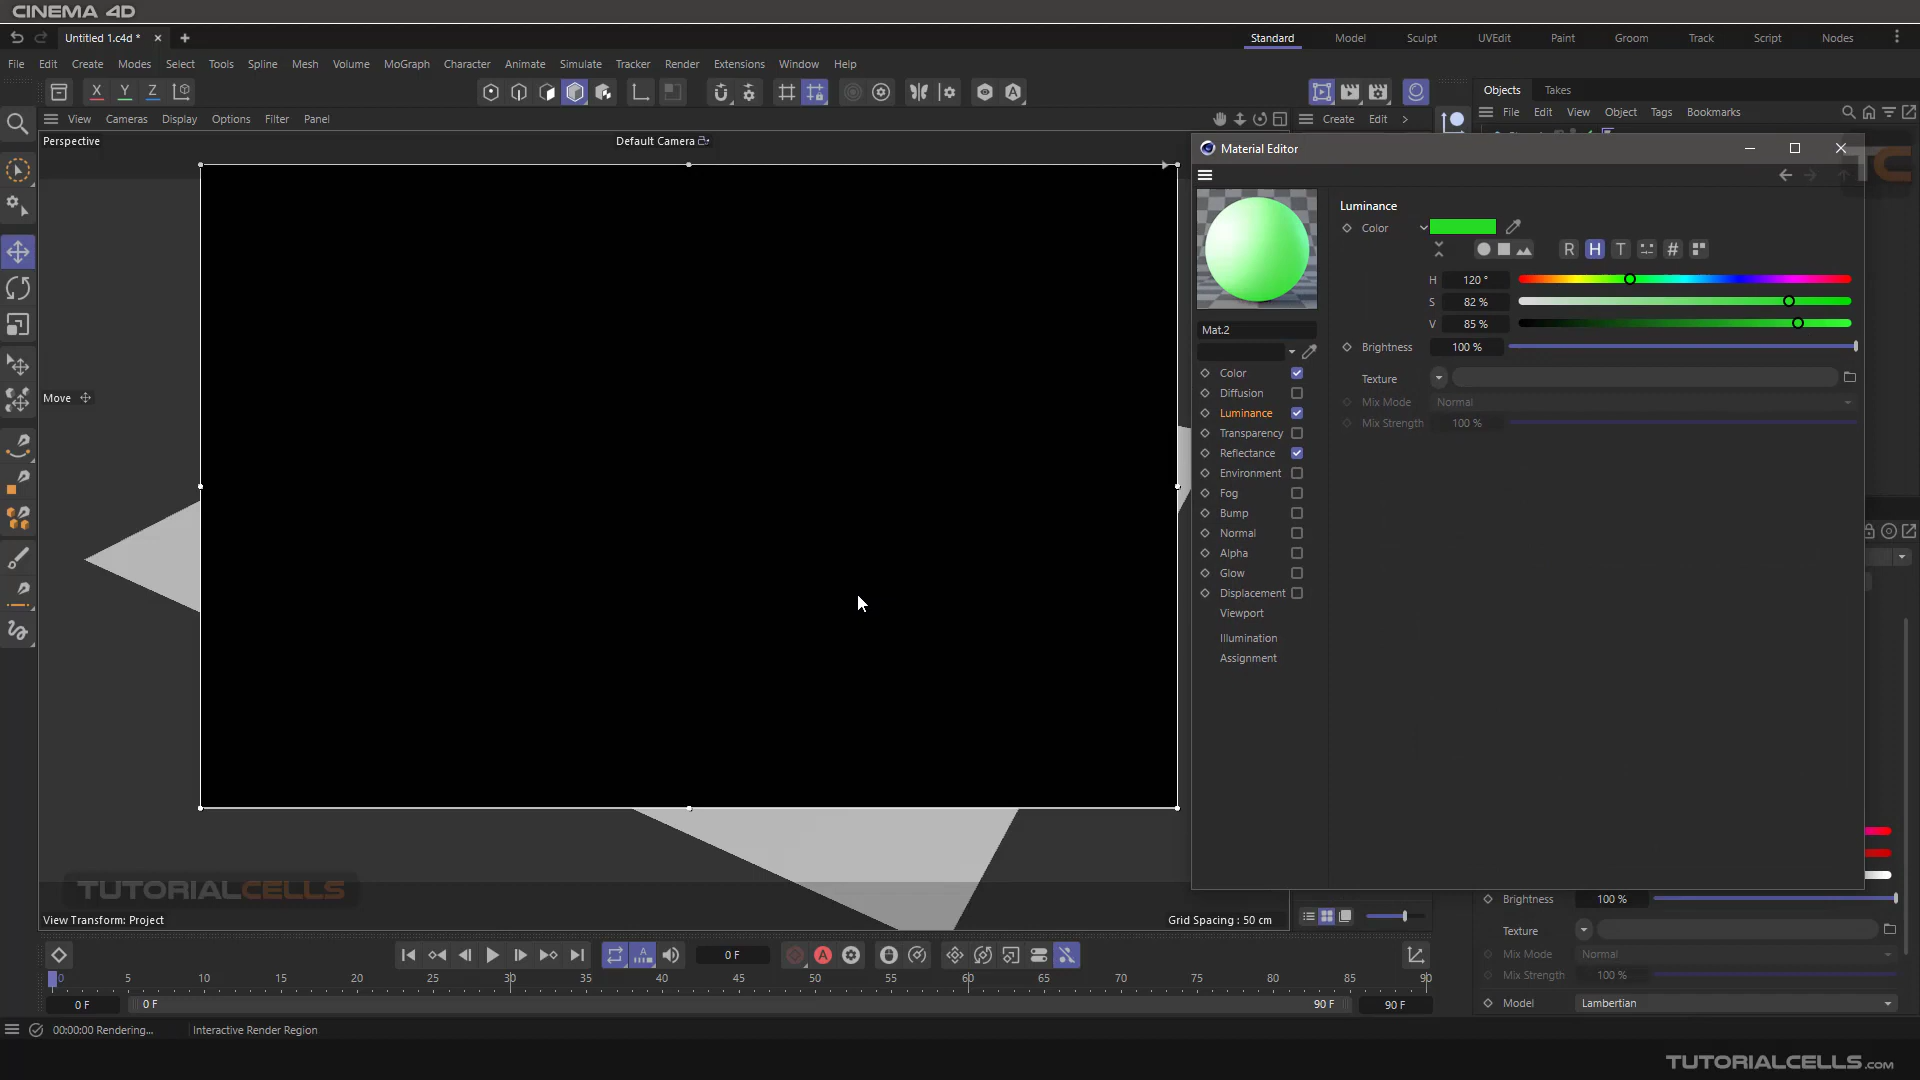 CINEMA 4D
Untitled 1.c4d *
Standard Model Sculpt UVEdit Paint Groom Track Script Nodes
File Edit Create Modes Select Tools Spline Mesh Volume MoGraph Character Animate Simulate Tracker Render Extensions Window Help
X Y Z
Objects Takes
View Cameras Display Options Filter Panel
Create Edit
File Edit View Object Tags Bookmarks
Perspective
Default Camera
Material Editor
TC
Luminance
Color
R H T #
H 120 °
S 82 %
V 85 %
Mat.2
Brightness 100 %
Color
Texture
Diffusion
Mix Mode Normal
Move
Luminance
Mix Strength 100 %
Transparency
Reflectance
Environment
Fog
Bump
Normal
Alpha
Glow
Displacement
Viewport
Illumination
Assignment
TUTORIALCELLS
Brightness 100 %
View Transform: Project
Grid Spacing : 50 cm
Texture
0 F
A
Mix Mode Normal
0 5 10 15 20 25 30 35 40 45 50 55 60 65 70 75 80 85 90
Mix Strength 100 %
0 F 0 F 90 F 90 F
Model Lambertian
00:00:00 Rendering... Interactive Render Region
TUTORIALCELLS.com